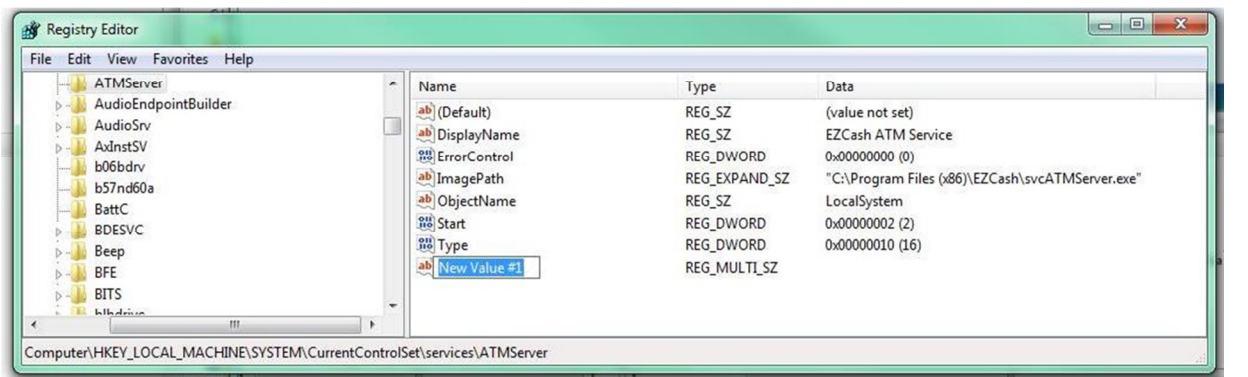 Registry Editor
File Edit View Favorites Help
ATMServer
AudioEndpointBuilder
AudioSrv
AxInstSV
b06bdrv
b57nd60a
BattC
BDESVC
Beep
BFE
BITS
Name Type Data
(Default) REG_SZ (value not set)
DisplayName REG_SZ EZCash ATM Service
ErrorControl REG_DWORD 0x00000000 (0)
ImagePath REG_EXPAND_SZ "C:\Program Files (x86)\EZCash\svcATMServer.exe"
ObjectName REG_SZ LocalSystem
Start REG_DWORD 0x00000002 (2)
Type REG_DWORD 0x00000010 (16)
New Value #1 REG_MULTI_SZ
Computer\HKEY_LOCAL_MACHINE\SYSTEM\CurrentControlSet\services\ATMServer